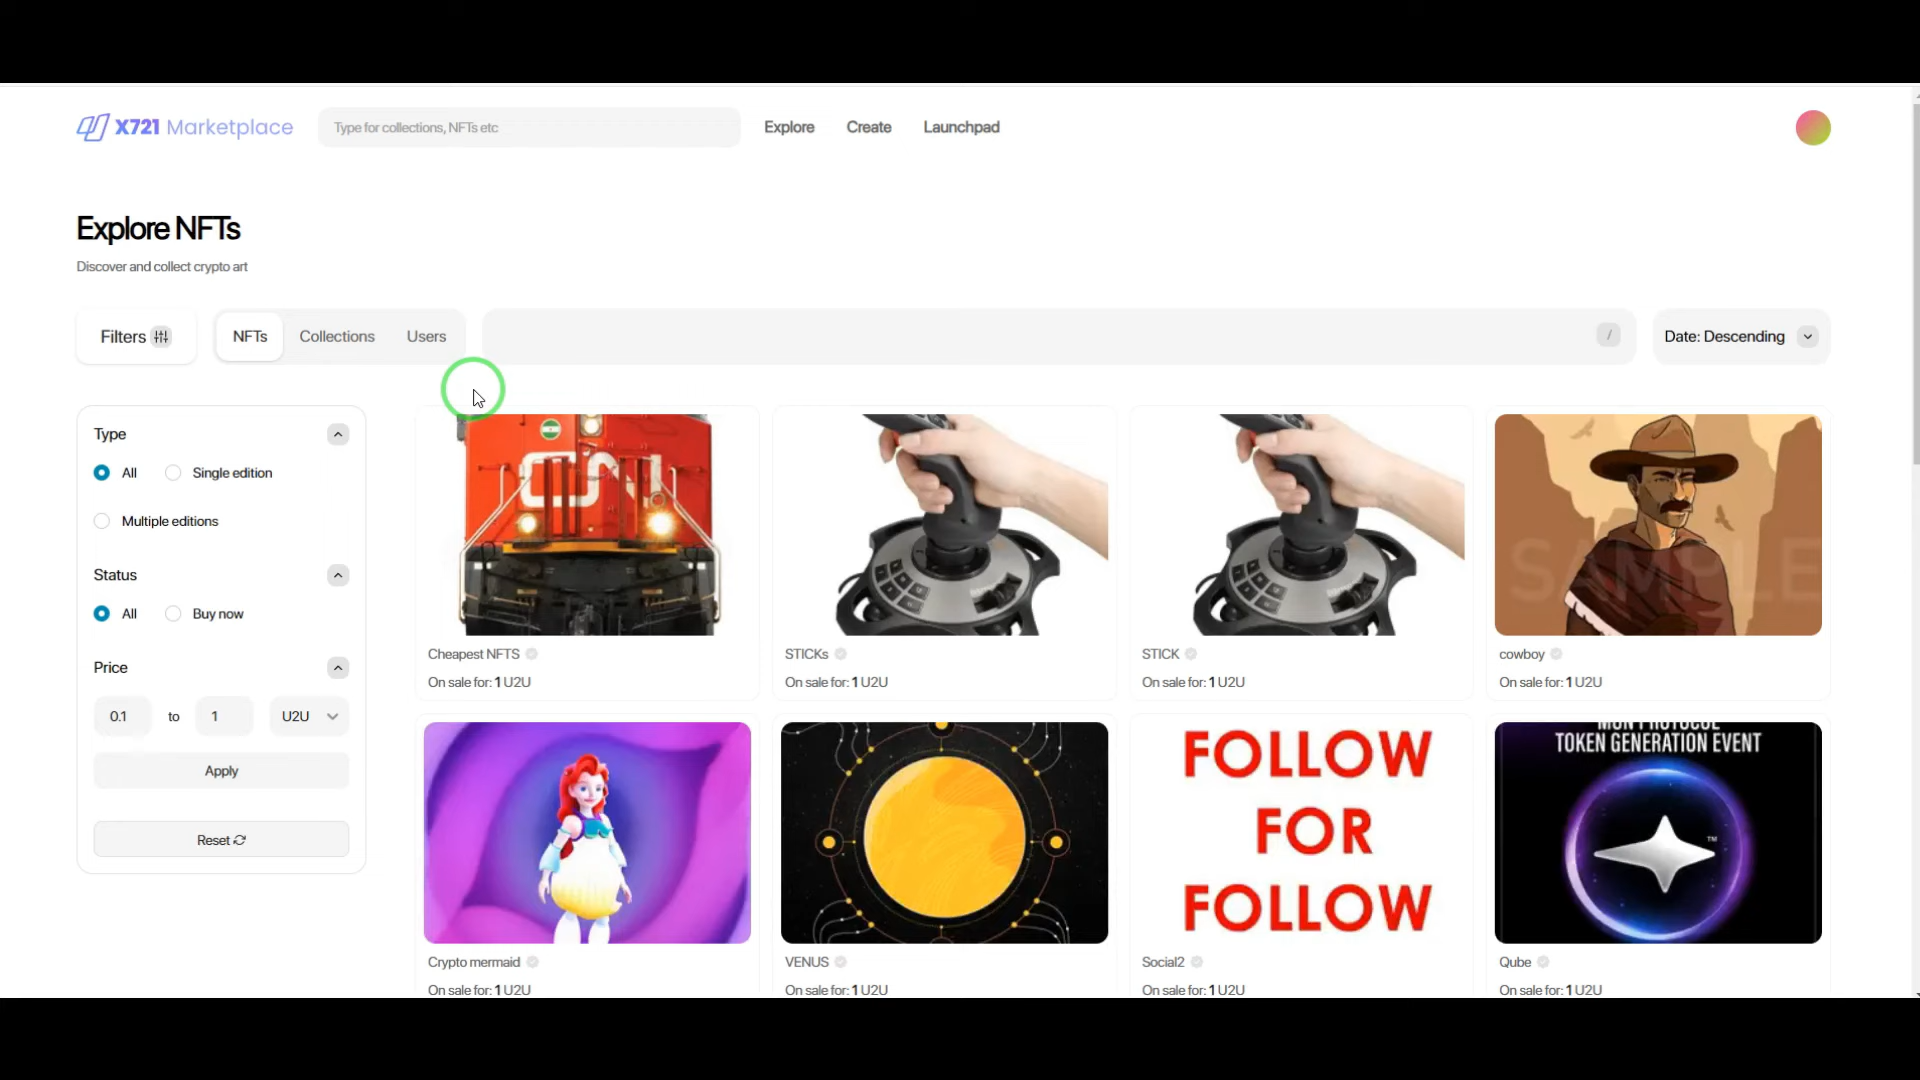 X721 Marketplace
Type for collections, NFTs etc
Explore
Create
Launchpad
Explore NFTs
Discover and collect crypto art
Filters
NFTs
Collections
Users
/
Date: Descending
Type
All
Single edition
Multiple editions
Status
All
Buy now
Price
0.1
to
1
U2U
Apply
Reset
CN
Cheapest NFTS
On sale for: 1 U2U
STICKs
On sale for: 1 U2U
STICK
On sale for: 1 U2U
SAMPLE
cowboy
On sale for: 1 U2U
Crypto mermaid
On sale for: 1 U2U
VENUS
On sale for: 1 U2U
FOLLOW
FOR
FOLLOW
Social2
On sale for: 1 U2U
MON PROTOCOL
TOKEN GENERATION EVENT
TM
Qube
On sale for: 1 U2U